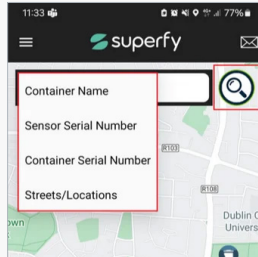 11:33
77%
superfy
Container Name
Sensor Serial Number
Container Serial Number
Streets/Locations
R103
R108
Dublin C
Univers
own